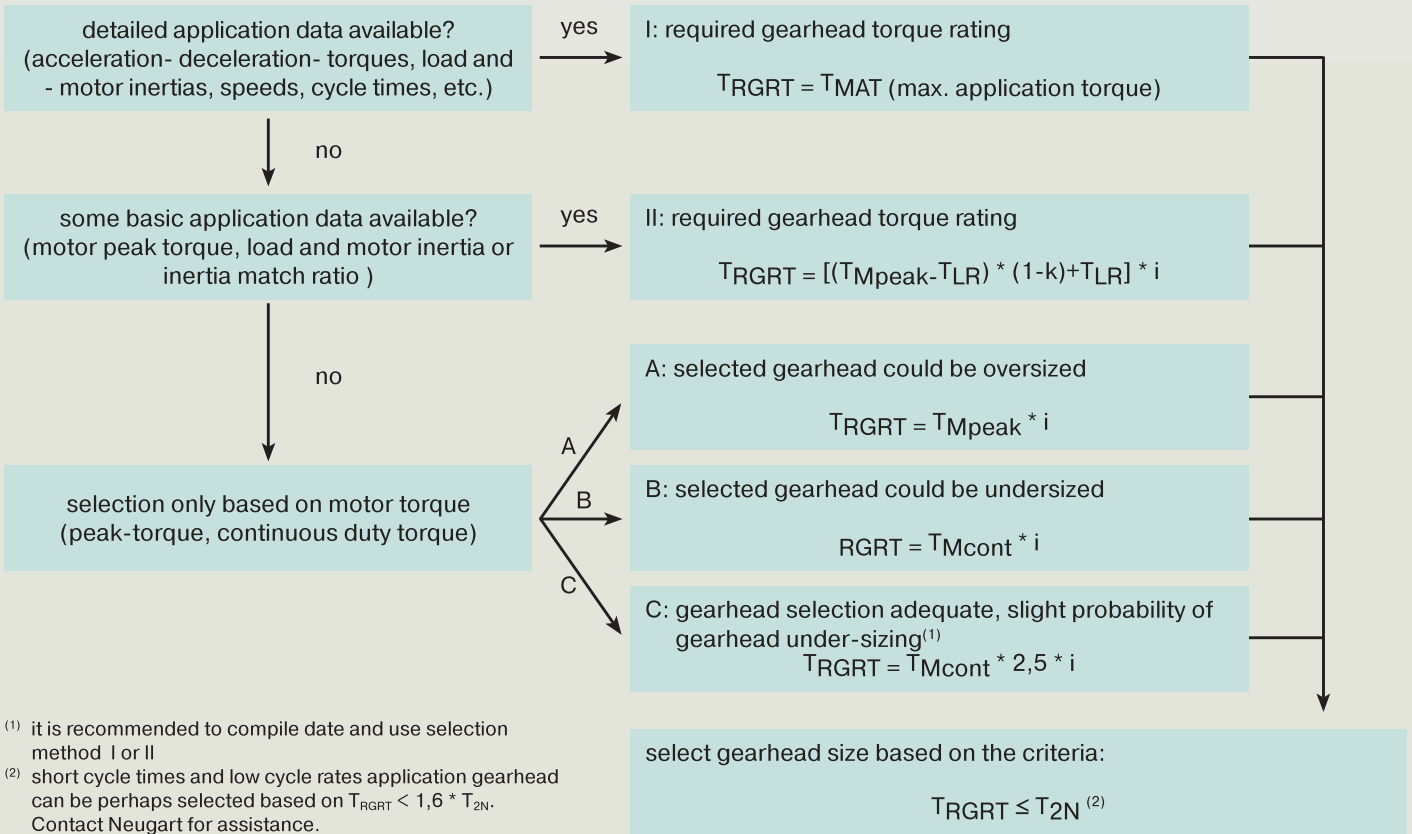 detailed application data available?
(acceleration- deceleration- torques, load and
- motor inertias, speeds, cycle times, etc.)
yes
I: required gearhead torque rating
TRGRT = TMAT (max. application torque)
no
some basic application data available?
(motor peak torque, load and motor inertia or
inertia match ratio )
yes
II: required gearhead torque rating
TRGRT = [(TMpeak-TLR) * (1-k)+TLR] * i
no
selection only based on motor torque
(peak-torque, continuous duty torque)
A
A: selected gearhead could be oversized
TRGRT = TMpeak * i
B
B: selected gearhead could be undersized
RGRT = TMcont * i
C
C: gearhead selection adequate, slight probability of
gearhead under-sizing(1)
TRGRT = TMcont * 2,5 * i
(1) it is recommended to compile date and use selection
method I or II
(2) short cycle times and low cycle rates application gearhead
can be perhaps selected based on TRGRT < 1,6 * T2N.
Contact Neugart for assistance.
select gearhead size based on the criteria:
TRGRT ≤ T2N (2)